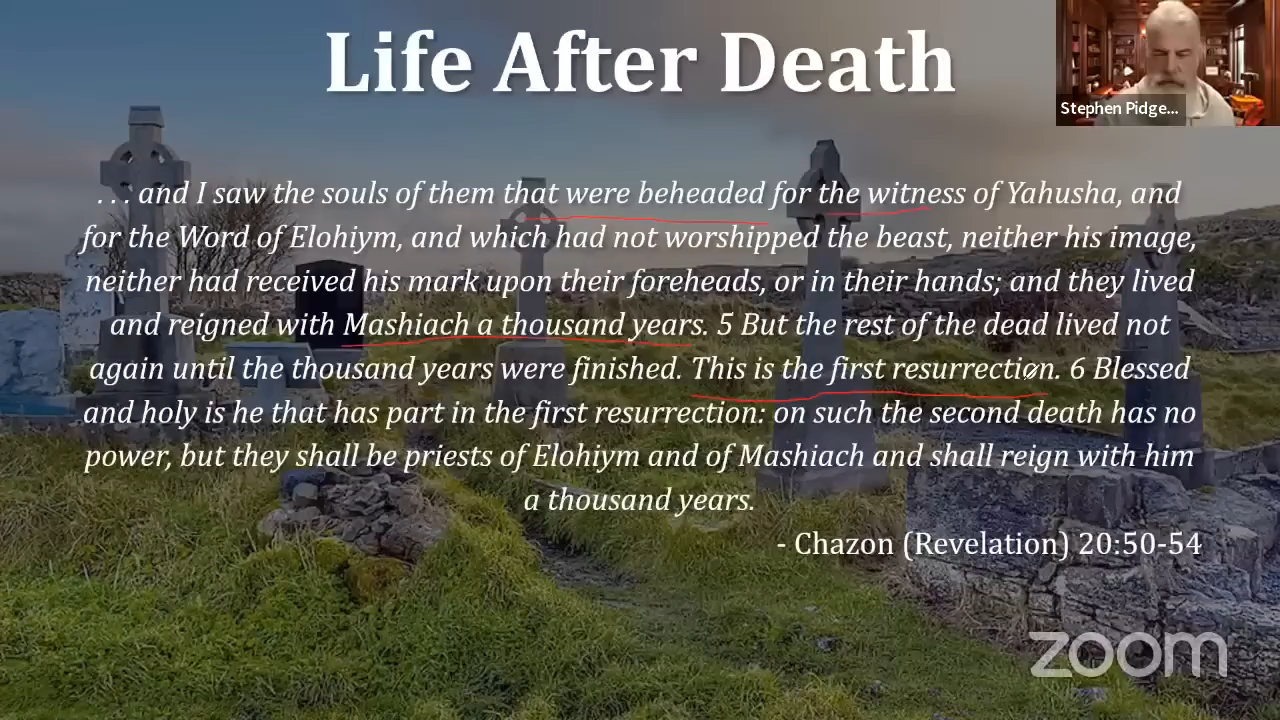 Life After Death
Stephen Pidge...
. . . and I saw the souls of them that were beheaded for the witness of Yahusha, and
for the Word of Elohiym, and which had not worshipped the beast, neither his image,
neither had received his mark upon their foreheads, or in their hands; and they lived
and reigned with Mashiach a thousand years. 5 But the rest of the dead lived not
again until the thousand years were finished. This is the first resurrection. 6 Blessed
and holy is he that has part in the first resurrection: on such the second death has no
power, but they shall be priests of Elohiym and of Mashiach and shall reign with him
a thousand years.
- Chazon (Revelation) 20:50-54
zoom